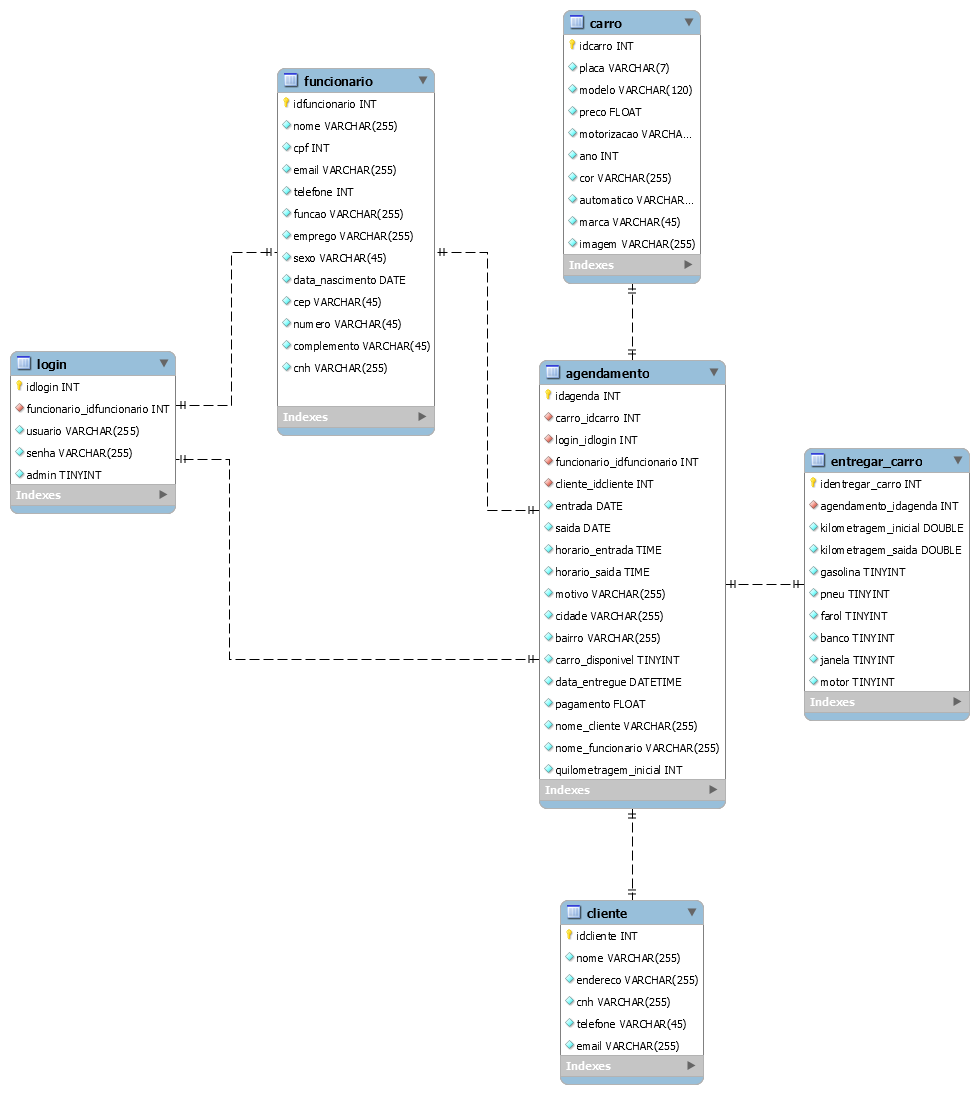 carro
idcarro INT
placa VARCHAR(7)
modelo VARCHAR(120)
preco FLOAT
motorizacao VARCHA...
ano INT
cor VARCHAR(255)
automatico VARCHAR...
marca VARCHAR(45)
imagem VARCHAR(255)
Indexes
funcionario
idfuncionario INT
nome VARCHAR(255)
cpf INT
email VARCHAR(255)
telefone INT
funcao VARCHAR(255)
emprego VARCHAR(255)
sexo VARCHAR(45)
data_nascimento DATE
cep VARCHAR(45)
numero VARCHAR(45)
complemento VARCHAR(45)
cnh VARCHAR(255)
Indexes
login
idlogin INT
funcionario_idfuncionario INT
usuario VARCHAR(255)
senha VARCHAR(255)
admin TINYINT
Indexes
agendamento
idagenda INT
carro_idcarro INT
login_idlogin INT
funcionario_idfuncionario INT
cliente_idcliente INT
entrada DATE
saida DATE
horario_entrada TIME
horario_saida TIME
motivo VARCHAR(255)
cidade VARCHAR(255)
bairro VARCHAR(255)
carro_disponivel TINYINT
data_entregue DATETIME
pagamento FLOAT
nome_cliente VARCHAR(255)
nome_funcionario VARCHAR(255)
quilometragem_inicial INT
Indexes
entregar_carro
identregar_carro INT
agendamento_idagenda INT
kilometragem_inicial DOUBLE
kilometragem_saida DOUBLE
gasolina TINYINT
pneu TINYINT
farol TINYINT
banco TINYINT
janela TINYINT
motor TINYINT
Indexes
cliente
idcliente INT
nome VARCHAR(255)
endereco VARCHAR(255)
cnh VARCHAR(255)
telefone VARCHAR(45)
email VARCHAR(255)
Indexes